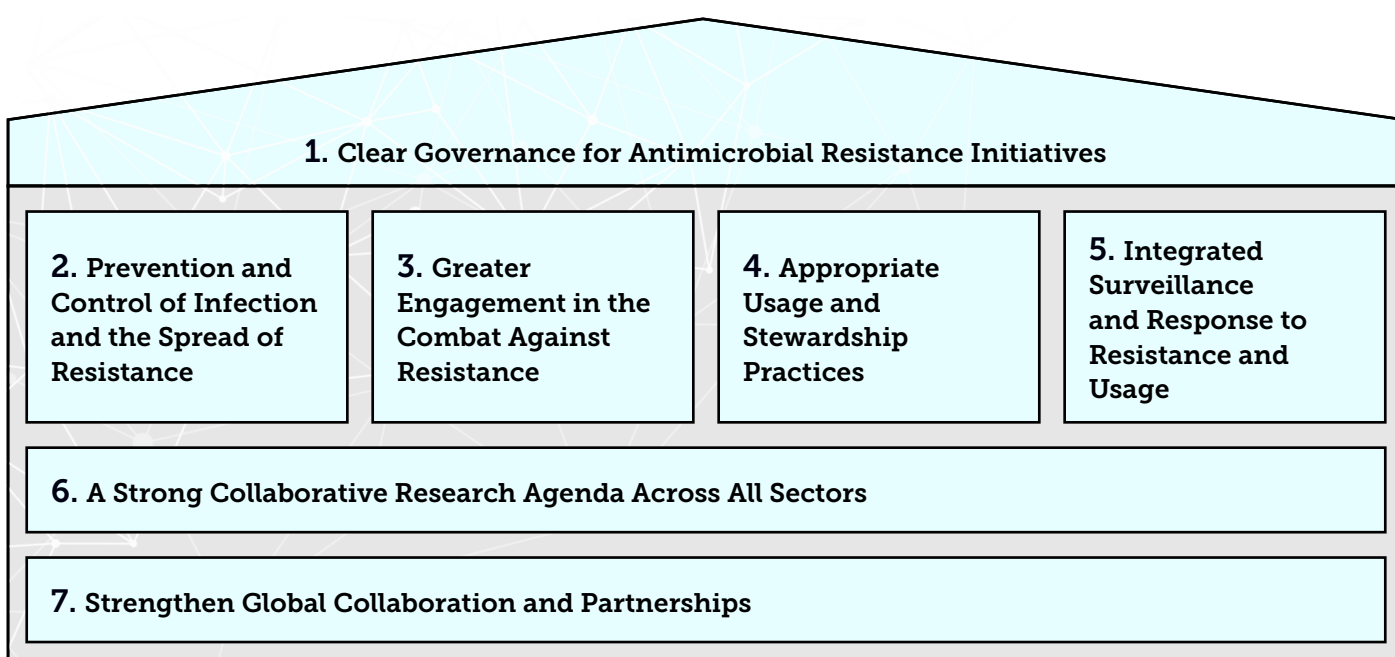 1. Clear Governance for Antimicrobial Resistance Initiatives
2. Prevention and
Control of Infection
and the Spread of
Resistance
3. Greater
Engagement in the
Combat Against
Resistance
4. Appropriate
Usage and
Stewardship
Practices
5. Integrated
Surveillance
and Response to
Resistance and
Usage
6. A Strong Collaborative Research Agenda Across All Sectors
7. Strengthen Global Collaboration and Partnerships